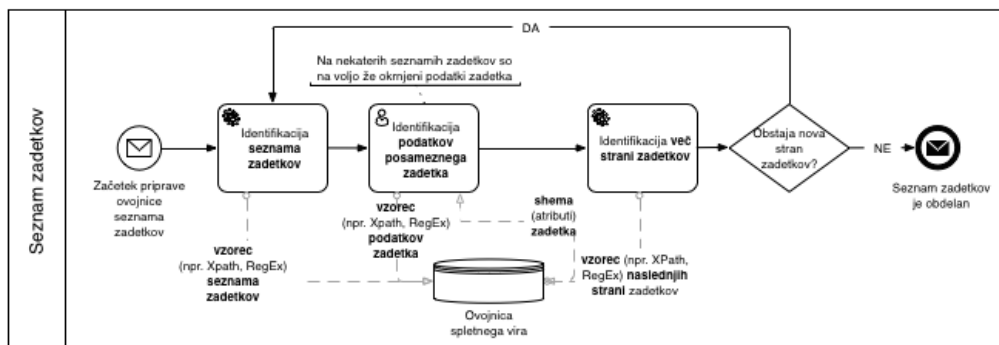 Seznam zadetkov
DA
Na nekaterih seznamih zadetkov so
na voljo že okrnjeni podatki zadetka
Začetek priprave
ovojnice
seznama
zadetkov
Identifikacija
seznama
zadetkov
Identifikacija
podatkov
posameznega
zadetka
Identifikacija več
strani zadetkov
Obstaja nova
stran
zadetkov?
NE
Seznam zadetkov
je obdelan
vzorec
(npr. Xpath, RegEx)
seznama
zadetkov
vzorec
(npr. Xpath, RegEx)
podatkov
zadetka
shema
(atributi)
zadetka
vzorec (npr. XPath,
RegEx) naslednjih
strani zadetkov
Ovojnica
spletnega vira